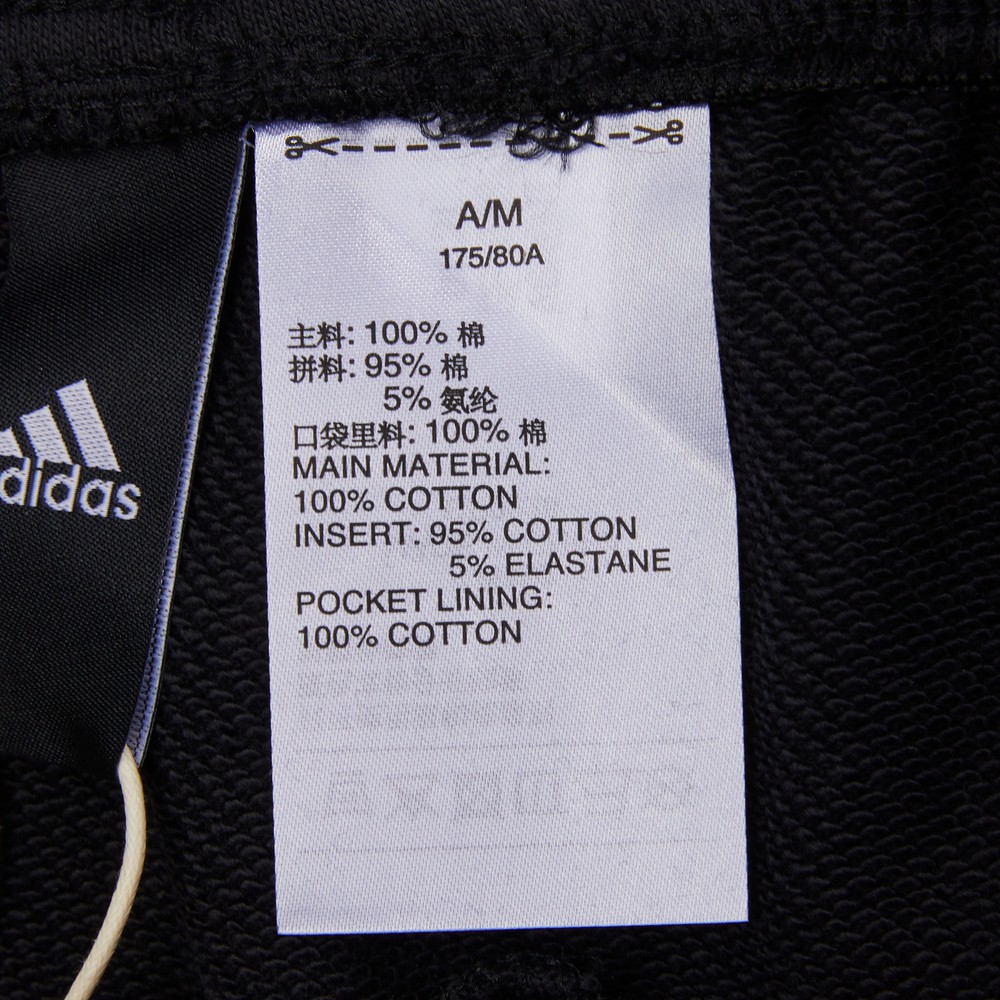 A/M
175/80A
主料: 100% 棉
拼料: 95% 棉
5% 氨纶
口袋里料: 100% 棉
MAIN MATERIAL:
100% COTTON
INSERT: 95% COTTON
5% ELASTANE
POCKET LINING:
100% COTTON
adidas